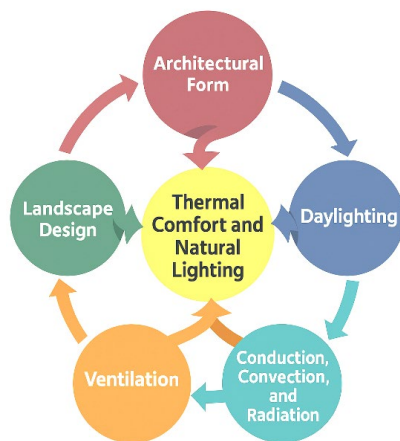 Architectural
Form
Landscape
Design
Thermal
Comfort and
Natural
Lighting
Daylighting
Ventilation
Conduction,
Convection,
and
Radiation